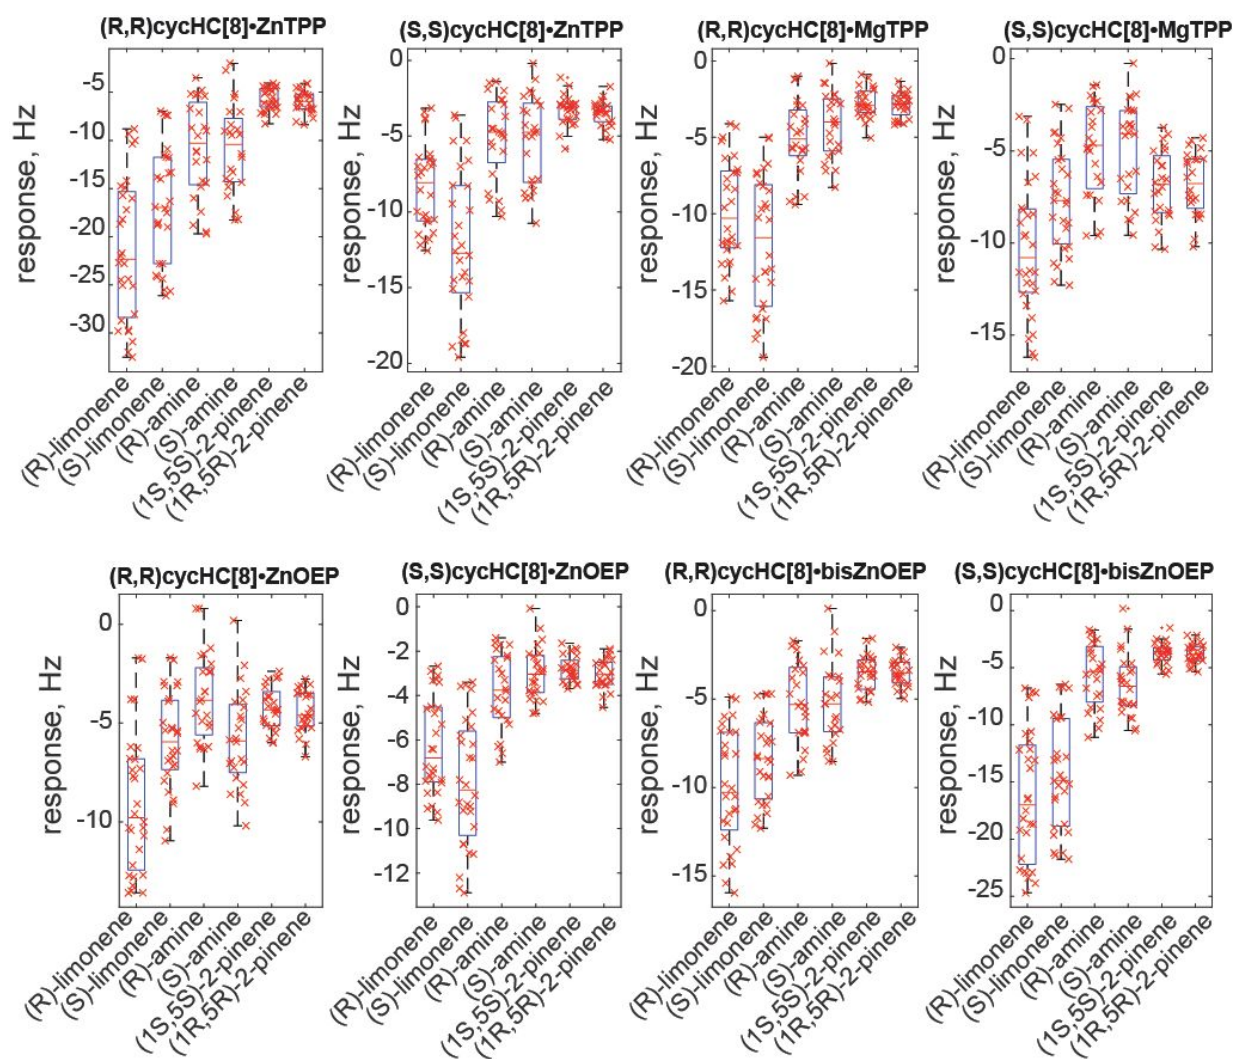 (R,R)cycHC[8]•ZnTPP
response, Hz
-5
-10
-15
-20
-25
-30
(R)-limonene
(S)-limonene
(R)-amine
(S)-amine
(1S,5S)-2-pinene
(1R,5R)-2-pinene
(S,S)cycHC[8]•ZnTPP
response, Hz
0
-5
-10
-15
-20
(R)-limonene
(S)-limonene
(R)-amine
(S)-amine
(1S,5S)-2-pinene
(1R,5R)-2-pinene
(R,R)cycHC[8]•MgTPP
response, Hz
0
-5
-10
-15
-20
(R)-limonene
(S)-limonene
(R)-amine
(S)-amine
(1S,5S)-2-pinene
(1R,5R)-2-pinene
(S,S)cycHC[8]•MgTPP
response, Hz
0
-5
-10
-15
(R)-limonene
(S)-limonene
(R)-amine
(S)-amine
(1S,5S)-2-pinene
(1R,5R)-2-pinene
(R,R)cycHC[8]•ZnOEP
response, Hz
0
-5
-10
(R)-limonene
(S)-limonene
(R)-amine
(S)-amine
(1S,5S)-2-pinene
(1R,5R)-2-pinene
(S,S)cycHC[8]•ZnOEP
response, Hz
0
-2
-4
-6
-8
-10
-12
(R)-limonene
(S)-limonene
(R)-amine
(S)-amine
(1S,5S)-2-pinene
(1R,5R)-2-pinene
(R,R)cycHC[8]•bisZnOEP
response, Hz
0
-5
-10
-15
(R)-limonene
(S)-limonene
(R)-amine
(S)-amine
(1S,5S)-2-pinene
(1R,5R)-2-pinene
(S,S)cycHC[8]•bisZnOEP
response, Hz
0
-5
-10
-15
-20
-25
(R)-limonene
(S)-limonene
(R)-amine
(S)-amine
(1S,5S)-2-pinene
(1R,5R)-2-pinene